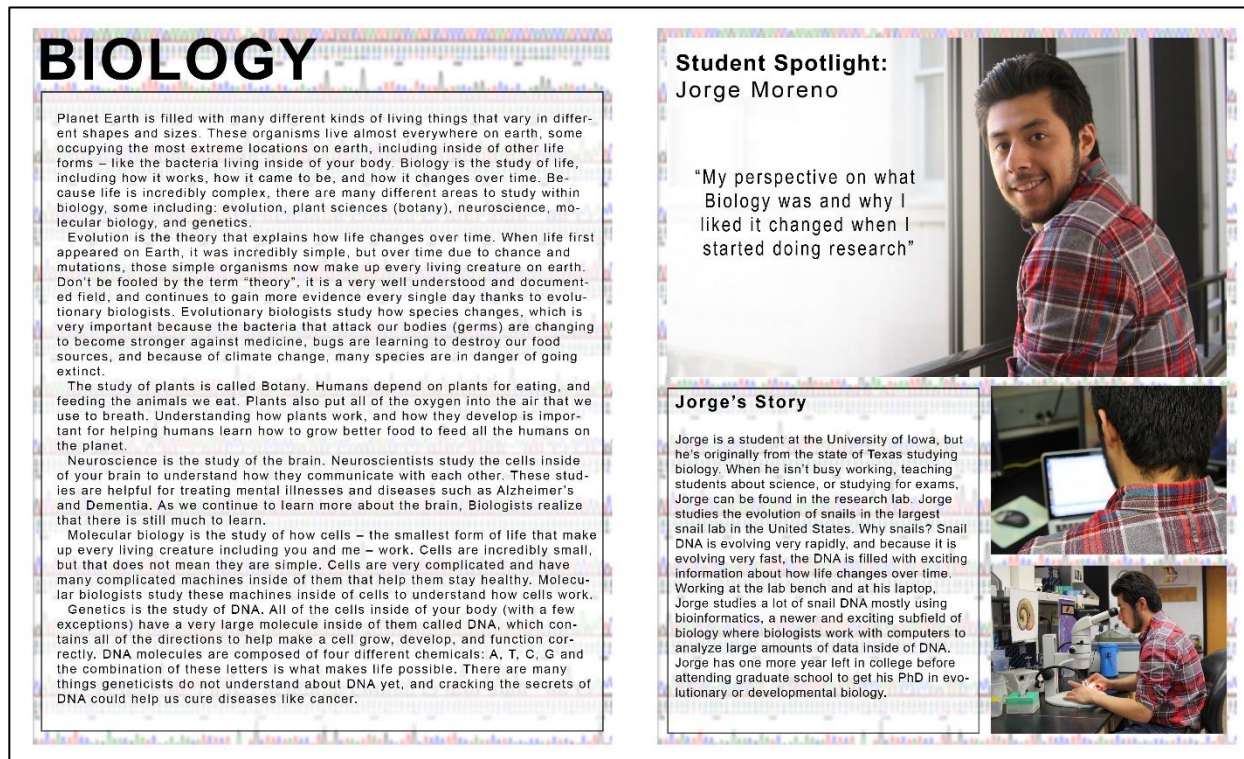 BIOLOGY
Planet Earth is filled with many different kinds of living things that vary in differ-
ent shapes and sizes. These organisms live almost everywhere on earth, some
occupying the most extreme locations on earth, including inside of other life
forms – like the bacteria living inside of your body. Biology is the study of life,
including how it works, how it came to be, and how it changes over time. Be-
cause life is incredibly complex, there are many different areas to study within
biology, some including: evolution, plant sciences (botany), neuroscience, mo-
lecular biology, and genetics.
Evolution is the theory that explains how life changes over time. When life first
appeared on Earth, it was incredibly simple, but over time due to chance and
mutations, those simple organisms now make up every living creature on earth.
Don't be fooled by the term “theory”, it is a very well understood and document-
ed field, and continues to gain more evidence every single day thanks to evolu-
tionary biologists. Evolutionary biologists study how species changes, which is
very important because the bacteria that attack our bodies (germs) are changing
to become stronger against medicine, bugs are learning to destroy our food
sources, and because of climate change, many species are in danger of going
extinct.
The study of plants is called Botany. Humans depend on plants for eating, and
feeding the animals we eat. Plants also put all of the oxygen into the air that we
use to breath. Understanding how plants work, and how they develop is impor-
tant for helping humans learn how to grow better food to feed all the humans on
the planet.
Neuroscience is the study of the brain. Neuroscientists study the cells inside
of your brain to understand how they communicate with each other. These stud-
ies are helpful for treating mental illnesses and diseases such as Alzheimer's
and Dementia. As we continue to learn more about the brain, Biologists realize
that there is still much to learn.
Molecular biology is the study of how cells – the smallest form of life that make
up every living creature including you and me – work. Cells are incredibly small,
but that does not mean they are simple. Cells are very complicated and have
many complicated machines inside of them that help them stay healthy. Molecu-
lar biologists study these machines inside of cells to understand how cells work.
Genetics is the study of DNA. All of the cells inside of your body (with a few
exceptions) have a very large molecule inside of them called DNA, which con-
tains all of the directions to help make a cell grow, develop, and function cor-
rectly. DNA molecules are composed of four different chemicals: A, T, C, G and
the combination of these letters is what makes life possible. There are many
things geneticists do not understand about DNA yet, and cracking the secrets of
DNA could help us cure diseases like cancer.
Student Spotlight:
Jorge Moreno
“My perspective on what
Biology was and why I
liked it changed when I
started doing research”
Jorge's Story
Jorge is a student at the University of Iowa, but
he's originally from the state of Texas studying
biology. When he isn't busy working, teaching
students about science, or studying for exams,
Jorge can be found in the research lab. Jorge
studies the evolution of snails in the largest
snail lab in the United States. Why snails? Snail
DNA is evolving very rapidly, and because it is
evolving very fast, the DNA is filled with exciting
information about how life changes over time.
Working at the lab bench and at his laptop,
Jorge studies a lot of snail DNA mostly using
bioinformatics, a newer and exciting subfield of
biology where biologists work with computers to
analyze large amounts of data inside of DNA.
Jorge has one more year left in college before
attending graduate school to get his PhD in evo-
lutionary or developmental biology.